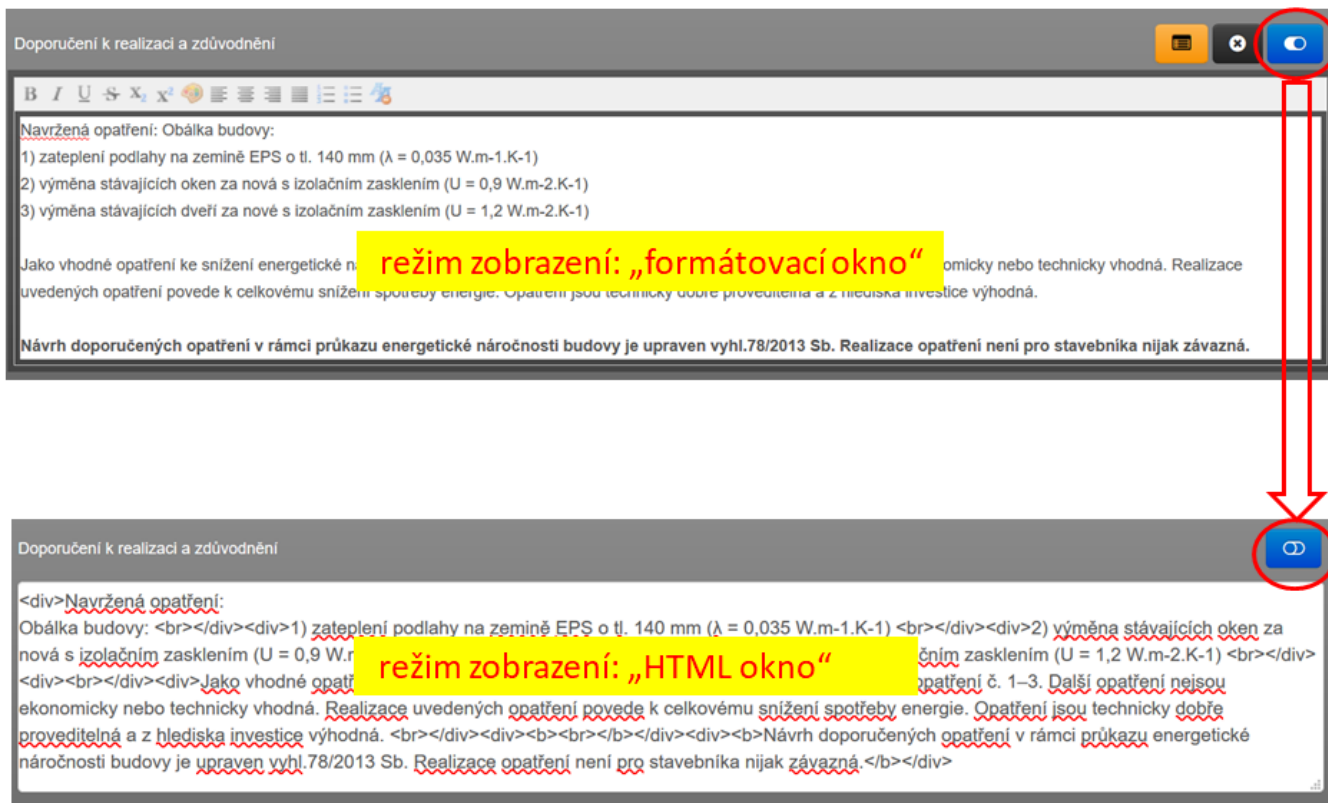 Doporučení k realizaci a zdůvodnění
B I U S X₂ X²
Navržená opatření: Obálka budovy:
1) zateplení podlahy na zemině EPS o tl. 140 mm (λ = 0,035 W.m-1.K-1)
2) výměna stávajících oken za nová s izolačním zasklením (U = 0,9 W.m-2.K-1)
3) výměna stávajících dveří za nové s izolačním zasklením (U = 1,2 W.m-2.K-1)
Jako vhodné opatření ke snížení energetické režim zobrazení: „formátovací okno“ nebo technicky vhodná. Realizace
uvedených opatření povede k celkovému snížení spotřeby energie. Opatření jsou technicky dobře proveditelná a z hlediska investice výhodná.
Návrh doporučených opatření v rámci průkazu energetické náročnosti budovy je upraven vyhl.78/2013 Sb. Realizace opatření není pro stavebníka nijak závazná.
Doporučení k realizaci a zdůvodnění
<div>Navržená opatření:
Obálka budovy: <br></div><div>1) zateplení podlahy na zemině EPS o tl. 140 mm (λ = 0,035 W.m-1.K-1) <br></div><div>2) výměna stávajících oken za
nová s izolačním zasklením (U = 0,9 režim zobrazení: „HTML okno“ zasklením (U = 1,2 W.m-2.K-1) <br></div>
<div><br></div><div>Jako vhodné opatření č. 1–3. Další opatření nejsou
ekonomicky nebo technicky vhodná. Realizace uvedených opatření povede k celkovému snížení spotřeby energie. Opatření jsou technicky dobře
proveditelná a z hlediska investice výhodná. <br></div><div><b><br></b></div><div><b>Návrh doporučených opatření v rámci průkazu energetické
náročnosti budovy je upraven vyhl.78/2013 Sb. Realizace opatření není pro stavebníka nijak závazná.</b></div>